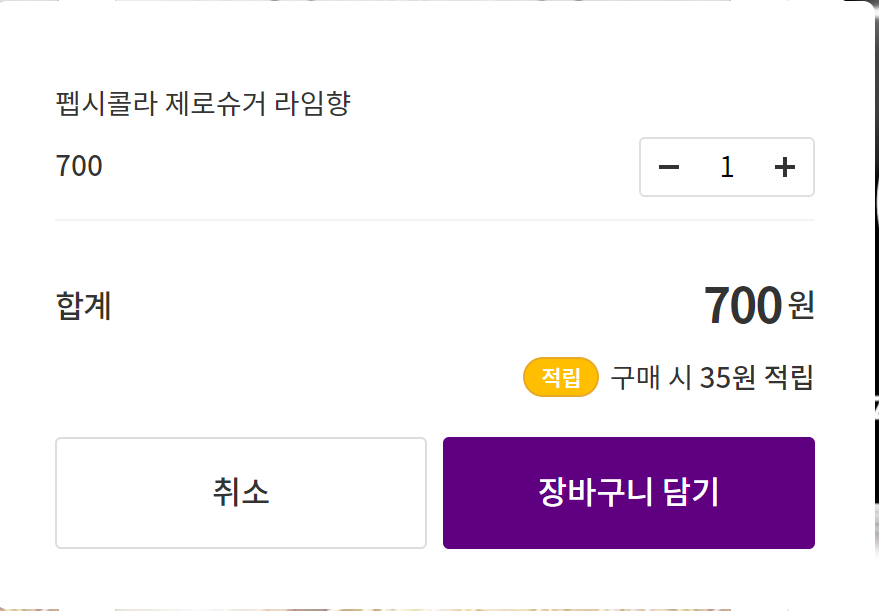 펩시콜라 제로슈거 라임향
700
1
합계
700원
적립 구매 시 35원 적립
취소
장바구니 담기